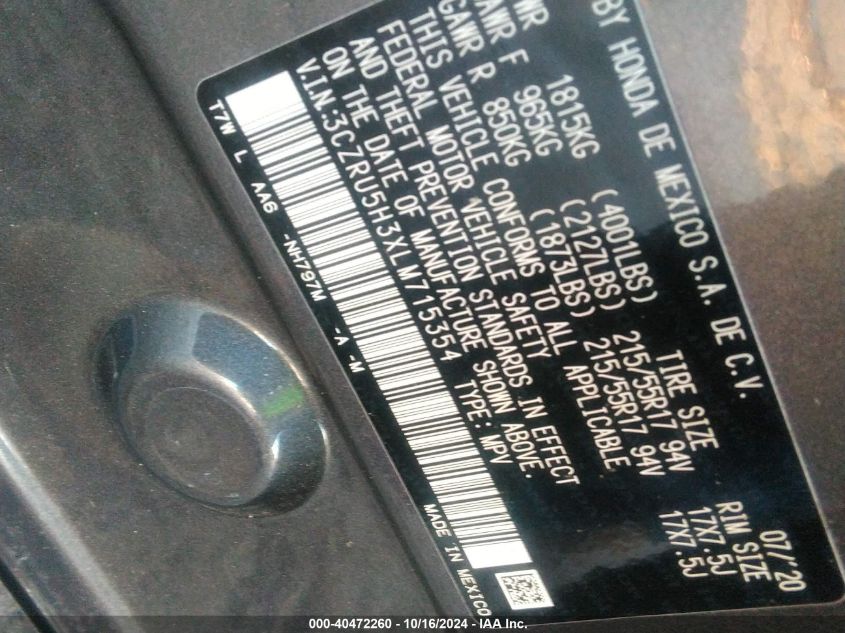 BY HONDA DE MEXICO S.A. DE C.V. 07/'20
WR 1815KG (4001LBS) TIRE SIZE RIM SIZE
GAWR F 965KG (2127LBS) 215/55R17 94V 17X7.5J
GAWR R 850KG (1873LBS) 215/55R17 94V 17X7.5J
THIS VEHICLE CONFORMS TO ALL APPLICABLE
FEDERAL MOTOR VEHICLE SAFETY
AND THEFT PREVENTION STANDARDS IN EFFECT
ON THE DATE OF MANUFACTURE SHOWN ABOVE.
V.I.N:3CZRU5H3XLM715354 TYPE: MPV
T7W L AA6 -NH797M -A -M MADE IN MEXICO
000-40472260 - 10/16/2024 - IAA Inc.